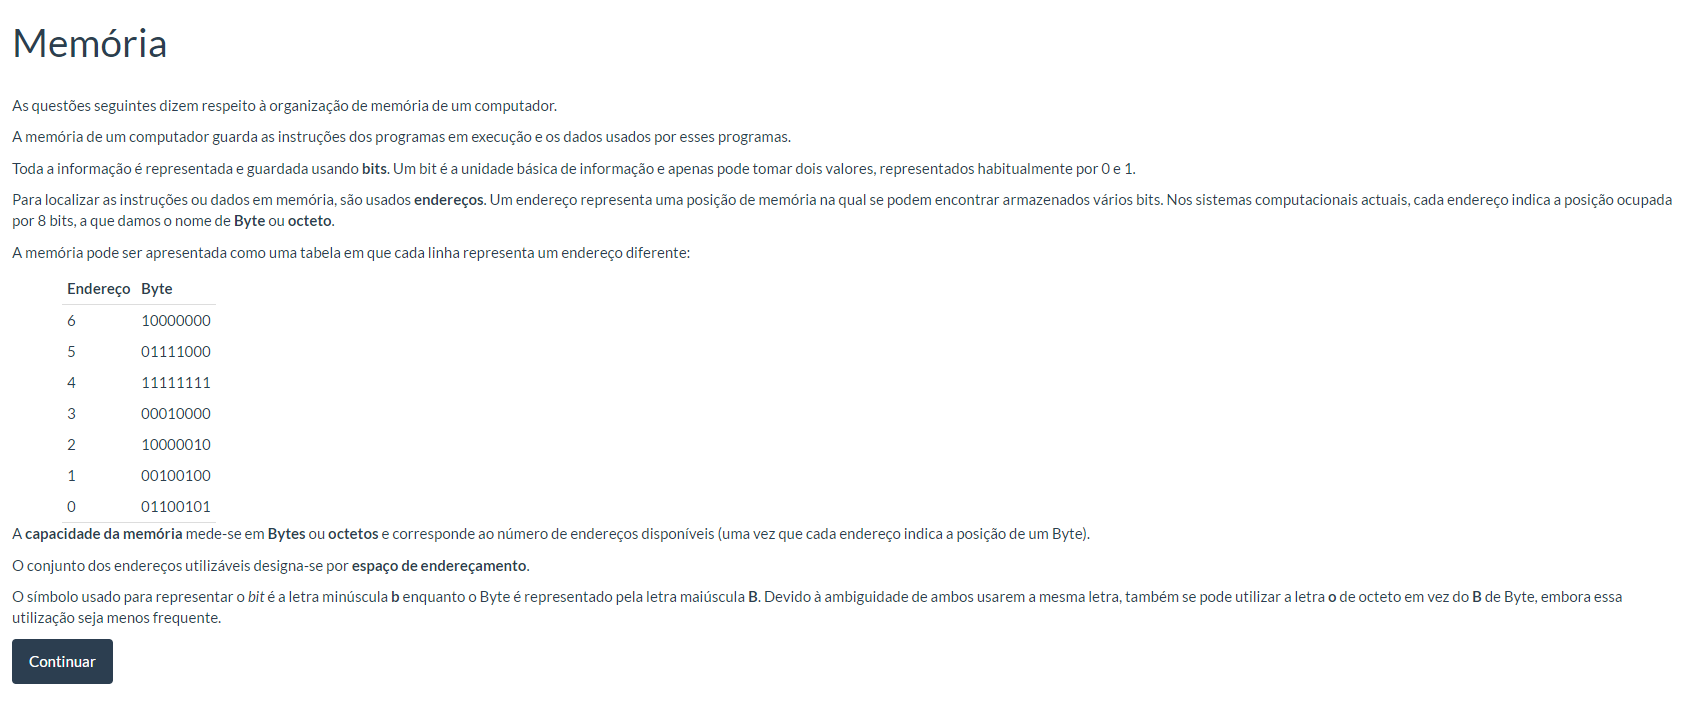 Memória
As questões seguintes dizem respeito à organização de memória de um computador.
A memória de um computador guarda as instruções dos programas em execução e os dados usados por esses programas.
Toda a informação é representada e guardada usando bits. Um bit é a unidade básica de informação e apenas pode tomar dois valores, representados habitualmente por 0 e 1.
Para localizar as instruções ou dados em memória, são usados endereços. Um endereço representa uma posição de memória na qual se podem encontrar armazenados vários bits. Nos sistemas computacionais actuais, cada endereço indica a posição ocupada
por 8 bits, a que damos o nome de Byte ou octeto.
A memória pode ser apresentada como uma tabela em que cada linha representa um endereço diferente:
Endereço Byte
6 10000000
5 01111000
4 11111111
3 00010000
2 10000010
1 00100100
0 01100101
A capacidade da memória mede-se em Bytes ou octetos e corresponde ao número de endereços disponíveis (uma vez que cada endereço indica a posição de um Byte).
O conjunto dos endereços utilizáveis designa-se por espaço de endereçamento.
O símbolo usado para representar o bit é a letra minúscula b enquanto o Byte é representado pela letra maiúscula B. Devido à ambiguidade de ambos usarem a mesma letra, também se pode utilizar a letra o de octeto em vez do B de Byte, embora essa
utilização seja menos frequente.
Continuar